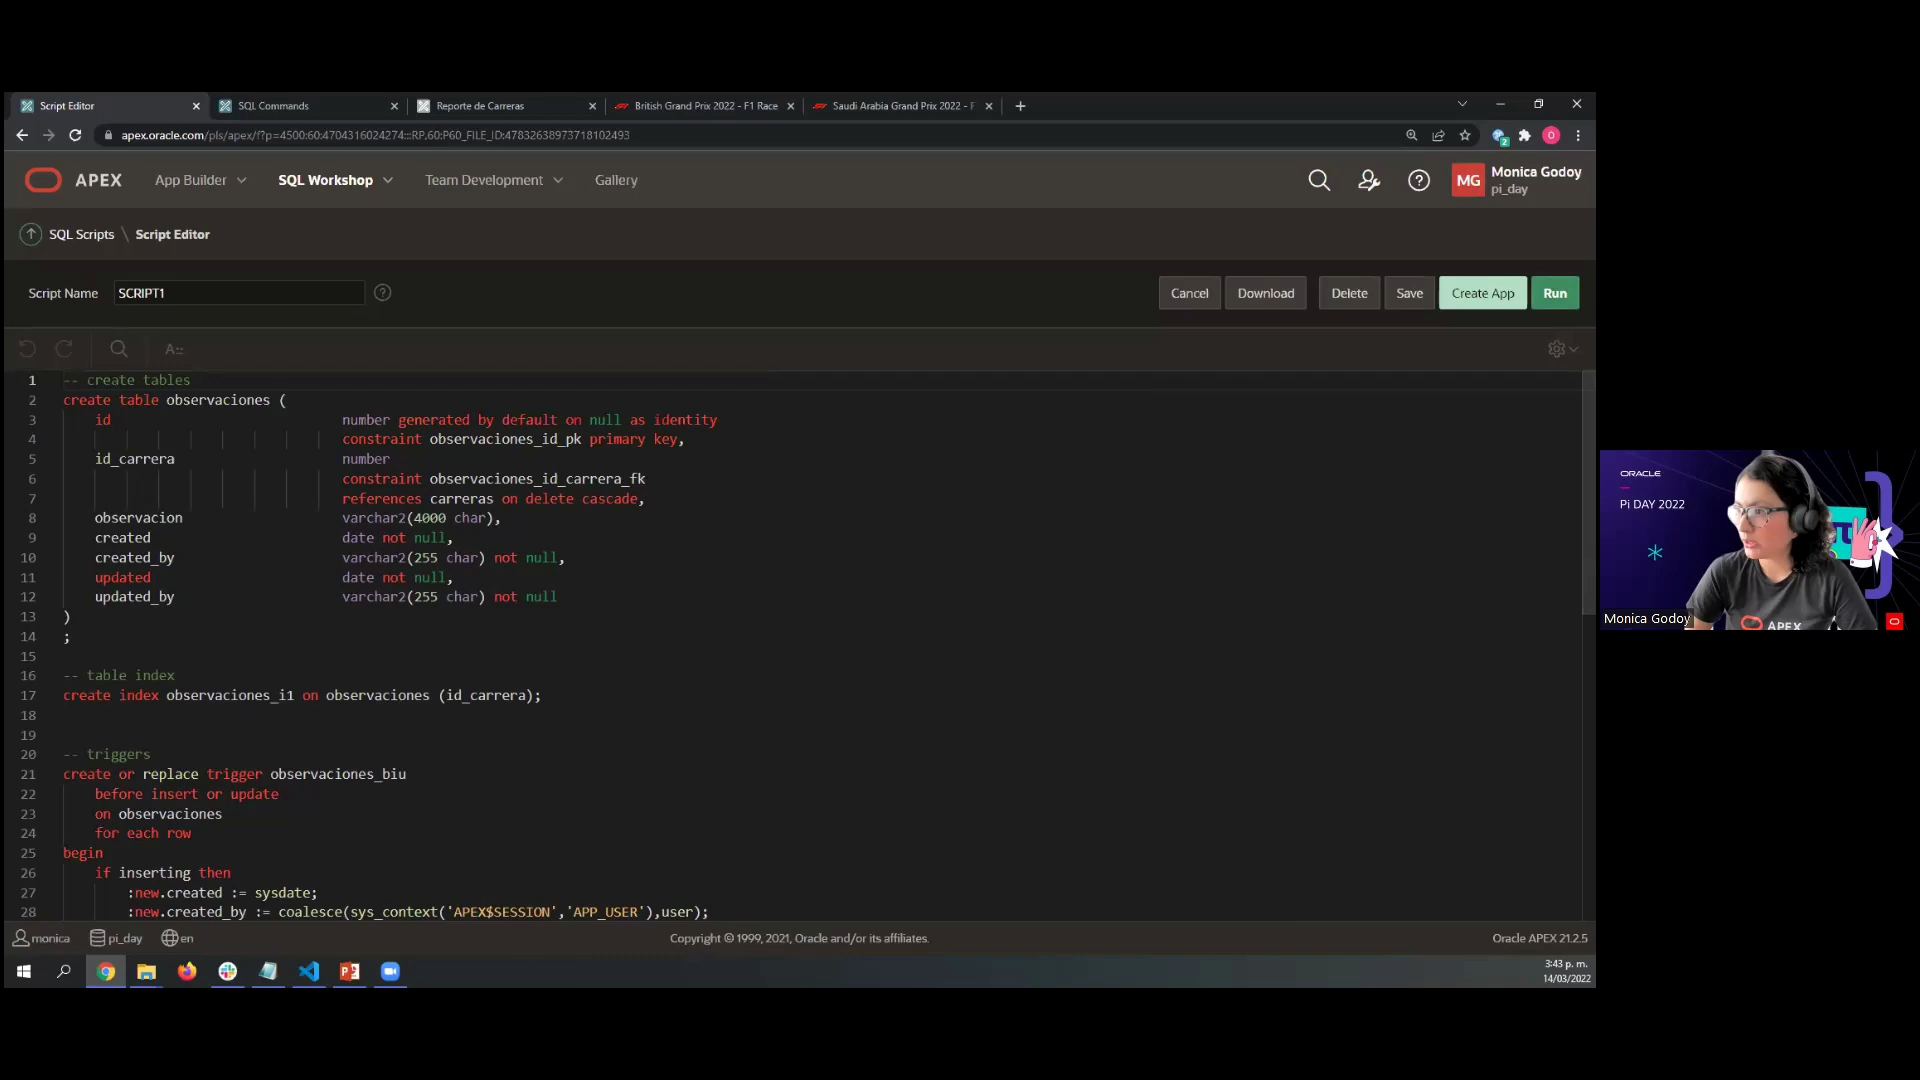 Script Editor
SQL Commands
Reporte de Carreras
British Grand Prix 2022 - F1 Race
Saudi Arabia Grand Prix 2022 - F
apex.oracle.com/pls/apex/f?p=4500:60:4704316024274:::RP,60:P60_FILE_ID:47832638973718102493
2
O
APEX
App Builder
SQL Workshop
Team Development
Gallery
MG
Monica Godoy
pi_day
SQL Scripts \ Script Editor
Script Name
SCRIPT1
Cancel
Download
Delete
Save
Create App
Run
1 -- create tables
2 create table observaciones (
3 id number generated by default on null as identity
4 constraint observaciones_id_pk primary key,
5 id_carrera number
6 constraint observaciones_id_carrera_fk
7 references carreras on delete cascade,
8 observacion varchar2(4000 char),
9 created date not null,
10 created_by varchar2(255 char) not null,
11 updated date not null,
12 updated_by varchar2(255 char) not null
13 )
14 ;
15
16 -- table index
17 create index observaciones_i1 on observaciones (id_carrera);
18
19
20 -- triggers
21 create or replace trigger observaciones_biu
22 before insert or update
23 on observaciones
24 for each row
25 begin
26 if inserting then
27 :new.created := sysdate;
28 :new.created_by := coalesce(sys_context('APEX$SESSION','APP_USER'),user);
monica
pi_day
en
Copyright © 1999, 2021, Oracle and/or its affiliates.
Oracle APEX 21.2.5
3:43 p. m.
14/03/2022
ORACLE
Pi DAY 2022
APEX
Monica Godoy